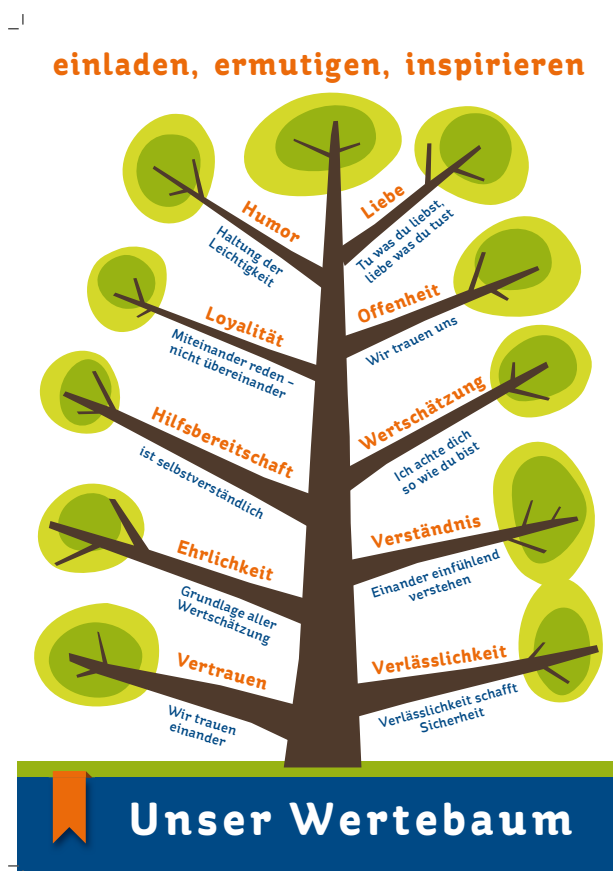 einladen, ermutigen, inspirieren
Humor
Haltung der
Leichtigkeit
Liebe
Tu was du liebst,
liebe was du tust
Loyalität
Miteinander reden –
nicht übereinander
Offenheit
Wir trauen uns
Hilfsbereitschaft
ist selbstverständlich
Wertschätzung
Ich achte dich
so wie du bist
Ehrlichkeit
Grundlage aller
Wertschätzung
Verständnis
Einander einfühlend
verstehen
Vertrauen
Wir trauen
einander
Verlässlichkeit
Verlässlichkeit schafft
Sicherheit
Unser Wertebaum